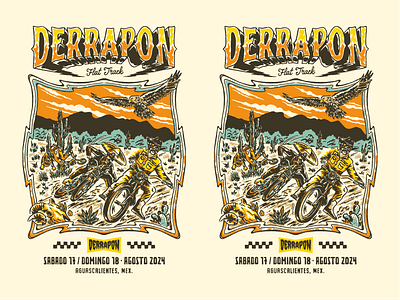 DERRAPON
Flat Track
DERRAPON
SABADO 17 / DOMINGO 18 - AGOSTO 2024
AGUASCALIENTES, MEX.
DERRAPON
Flat Track
DERRAPON
SABADO 17 / DOMINGO 18 - AGOSTO 2024
AGUASCALIENTES, MEX.